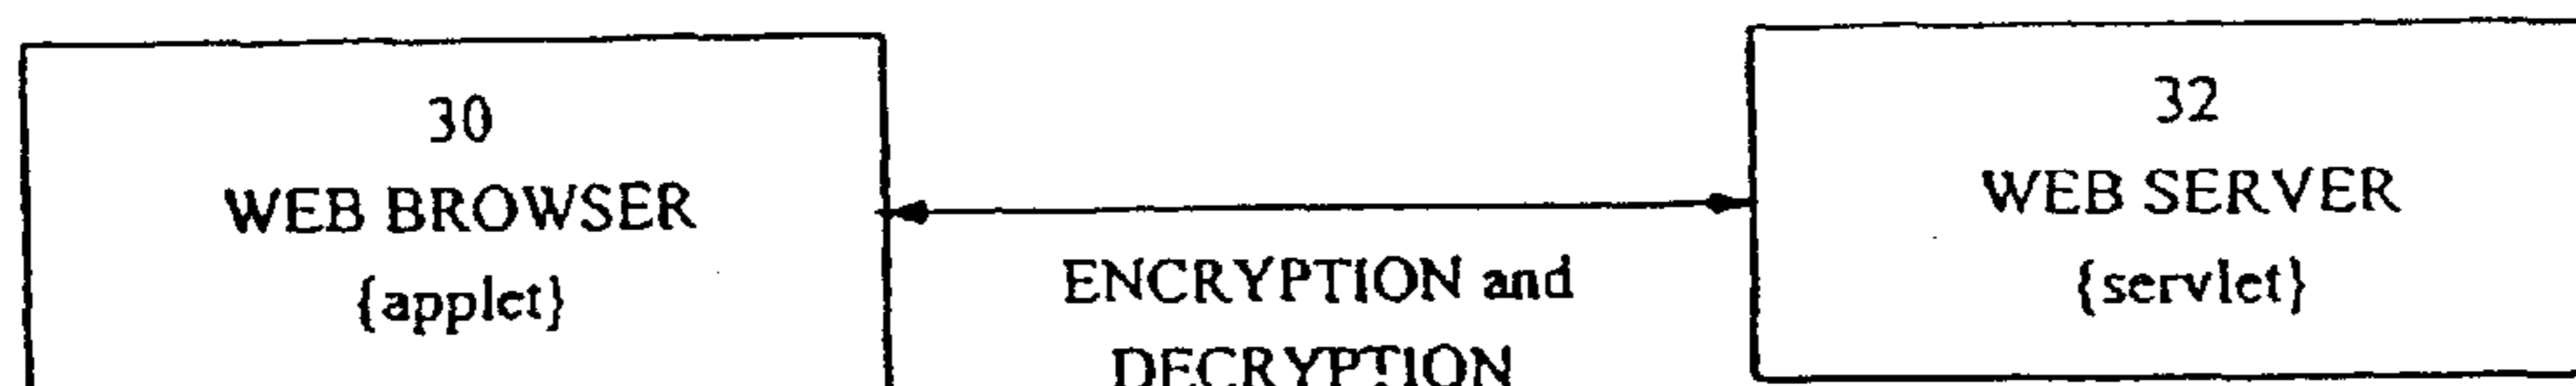 30
WEB BROWSER
{applet}
ENCRYPTION and
DECRYPTION
32
WEB SERVER
{servlet}